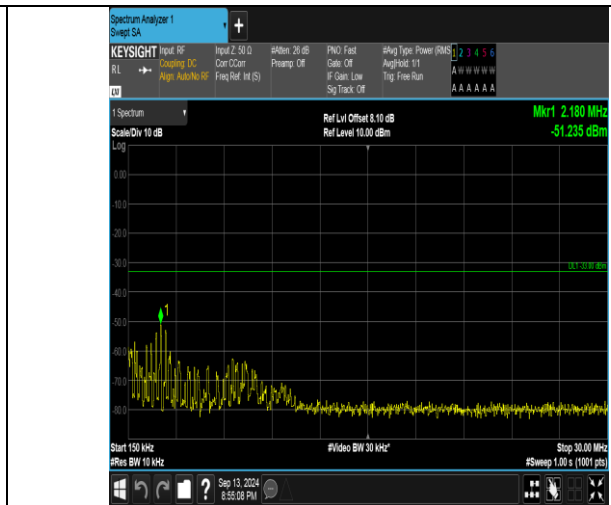 Spectrum Analyzer 1
Swept SA
+
KEYSIGHT Input: RF Input Z: 50 Ω #Atten: 26 dB PNO: Fast #Avg Type: Power (RMS 1 2 3 4 5 6
RL Coupling: DC Corr CCorr Preamp: Off Gate: Off Avg|Hold: 1/1 A W W W W W
Align: Auto/No RF Freq Ref: Int (S) IF Gain: Low Trig: Free Run A A A A A A
Sig Track: Off
LXI
1 Spectrum Ref Lvl Offset 8.10 dB Mkr1 2.180 MHz
Scale/Div 10 dB Ref Level 10.00 dBm -51.235 dBm
Log
0.00
-10.0
-20.0
-30.0 DL1 -33.00 dBm
-40.0
1
-50.0
-60.0
-70.0
-80.0
Start 150 kHz #Video BW 30 kHz* Stop 30.00 MHz
#Res BW 10 kHz #Sweep 1.00 s (1001 pts)
? Sep 13, 2024
8:55:08 PM